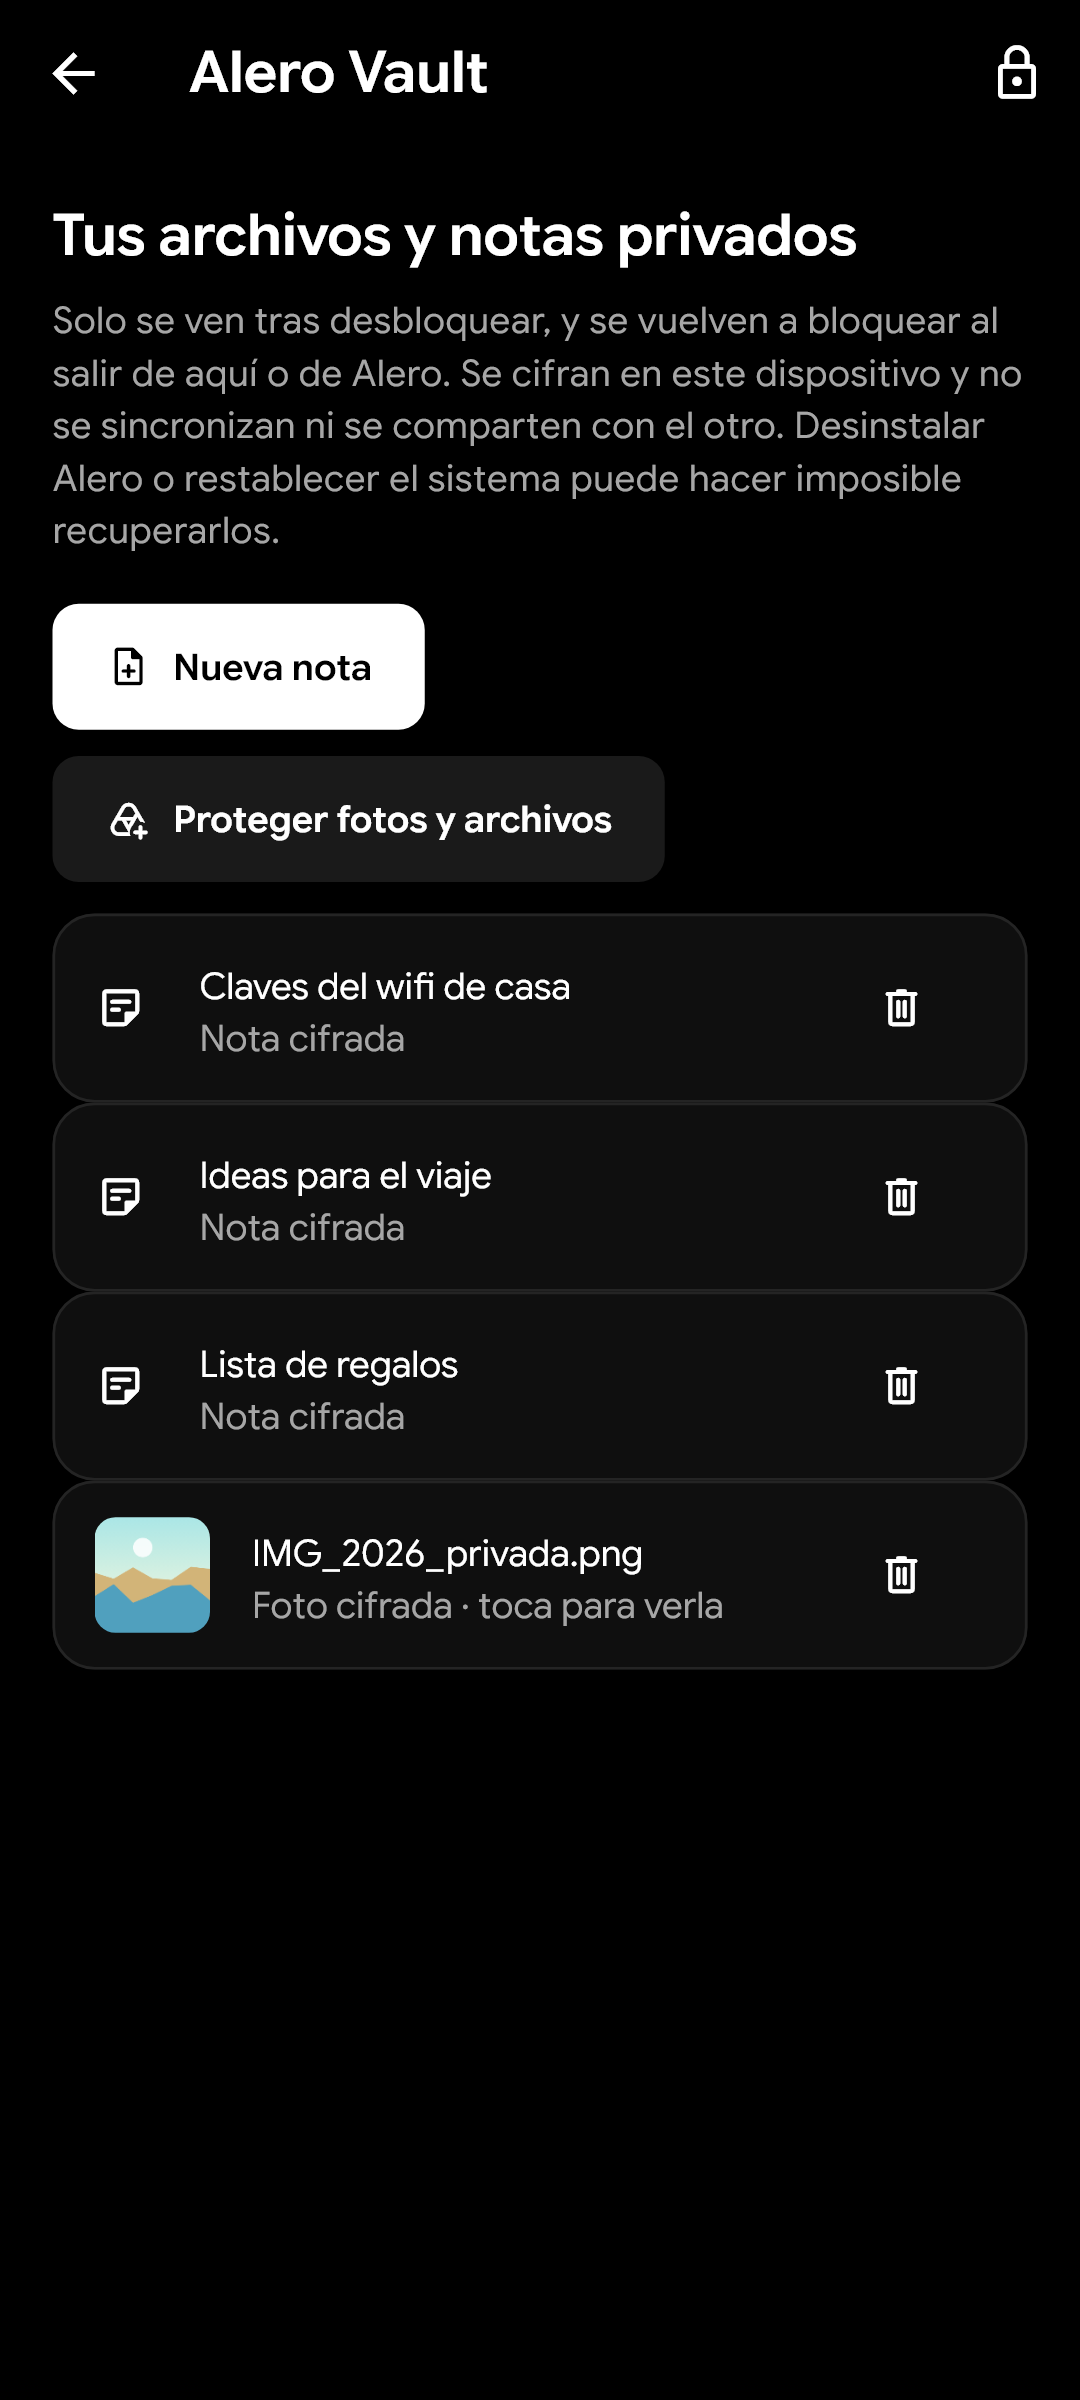 Alero Vault
Tus archivos y notas privados
Solo se ven tras desbloquear, y se vuelven a bloquear al
salir de aquí o de Alero. Se cifran en este dispositivo y no
se sincronizan ni se comparten con el otro. Desinstalar
Alero o restablecer el sistema puede hacer imposible
recuperarlos.
Nueva nota
Proteger fotos y archivos
Claves del wifi de casa
Nota cifrada
Ideas para el viaje
Nota cifrada
Lista de regalos
Nota cifrada
IMG_2026_privada.png
Foto cifrada · toca para verla